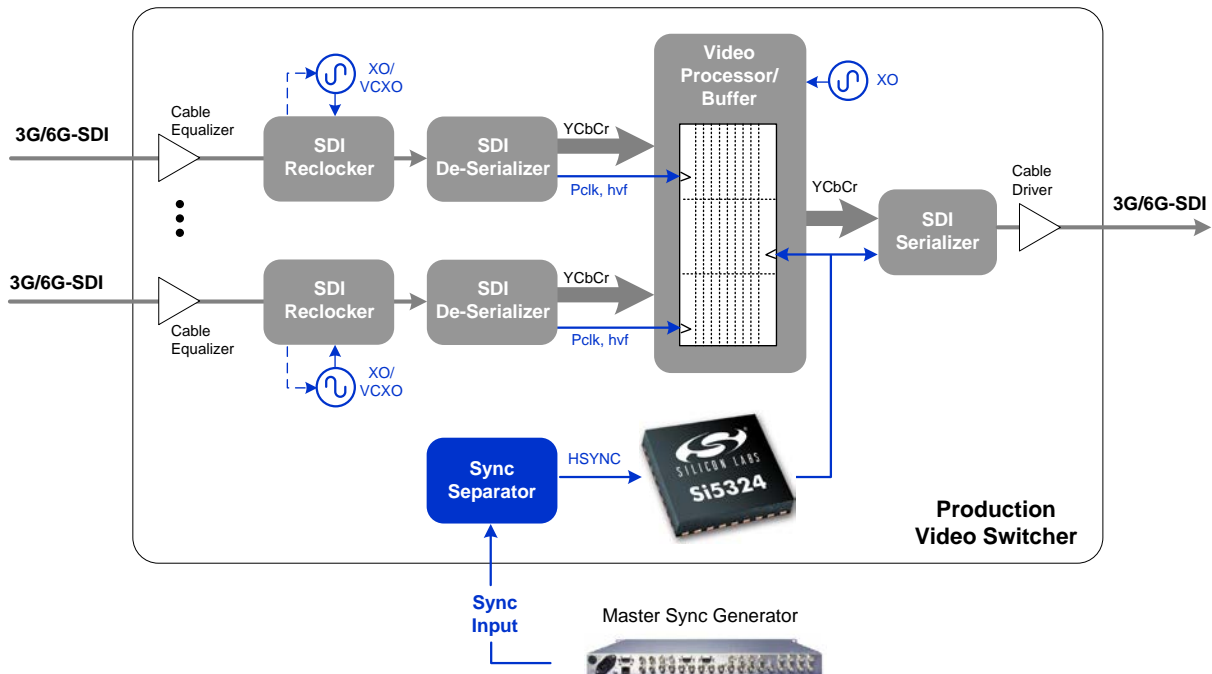 Video
Processor/
Buffer
XO/
VCXO
XO
Cable
Equalizer
3G/6G-SDI
SDI
Reclocker
SDI
De-Serializer
YCbCr
Pclk, hvf
YCbCr
SDI
Serializer
Cable
Driver
3G/6G-SDI
3G/6G-SDI
Cable
Equalizer
SDI
Reclocker
SDI
De-Serializer
YCbCr
Pclk, hvf
XO/
VCXO
Sync
Separator
HSYNC
SILICON LABS
Si5324
Production
Video Switcher
Sync
Input
Master Sync Generator